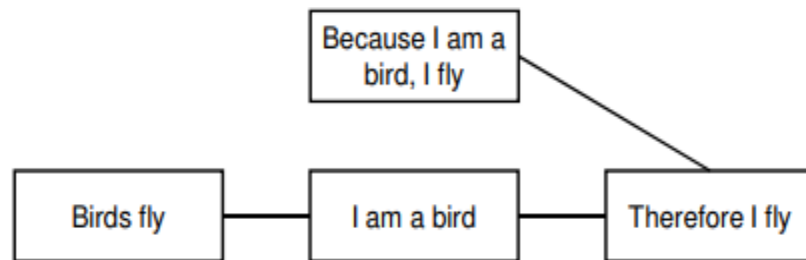 Because I am a
bird, I fly
Birds fly
I am a bird
Therefore I fly